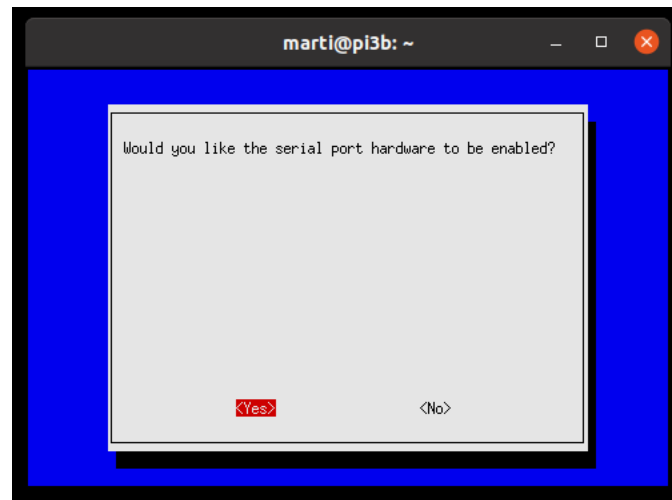 marti@pi3b: ~
Would you like the serial port hardware to be enabled?
<Yes> <No>